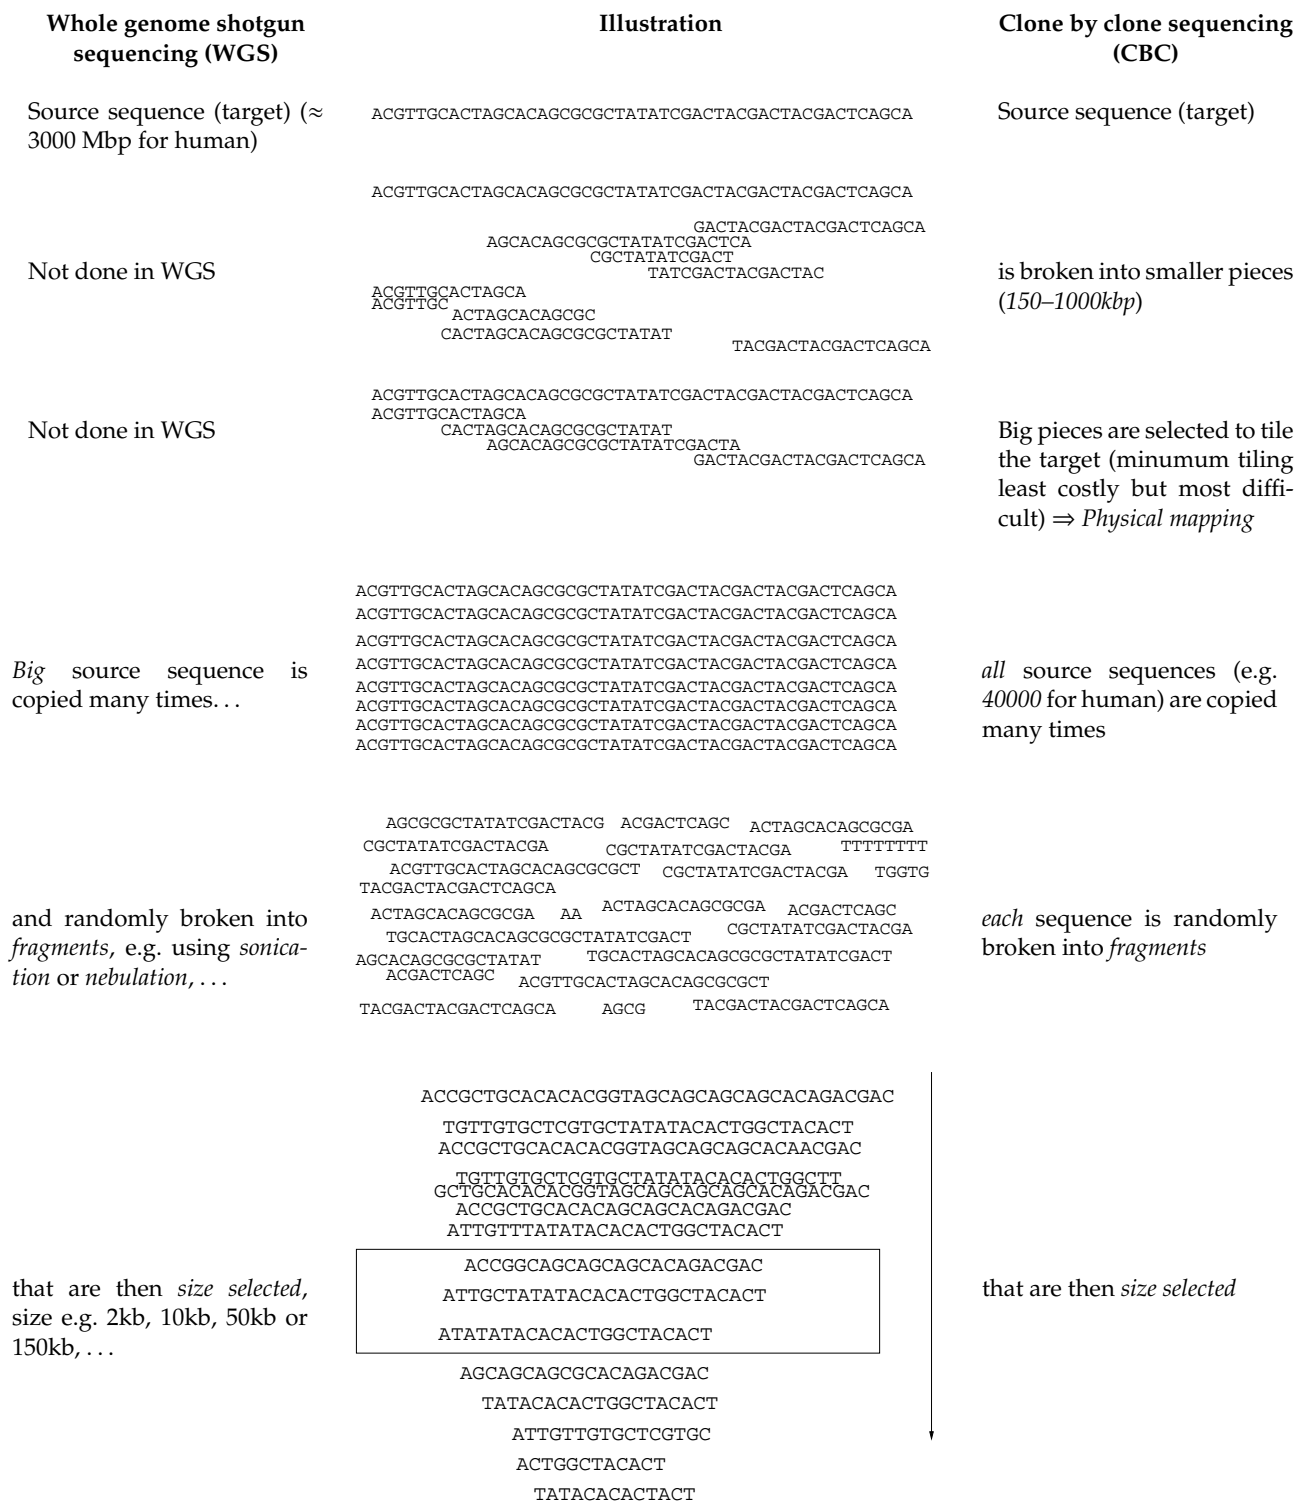 Whole genome shotgun
sequencing (WGS)
Illustration
Clone by clone sequencing
(CBC)
Source sequence (target) (≈
3000 Mbp for human)
ACGTTGCACTAGCACAGCGCGCTATATCGACTACGACTACGACTCAGCA
Source sequence (target)
ACGTTGCACTAGCACAGCGCGCTATATCGACTACGACTACGACTCAGCA
GACTACGACTACGACTCAGCA
AGCACAGCGCGCTATATCGACTCA
CGCTATATCGACT
TATCGACTACGACTAC
Not done in WGS
is broken into smaller pieces
(150–1000kbp)
ACGTTGCACTAGCA
ACGTTGC
ACTAGCACAGCGC
CACTAGCACAGCGCGCTATAT
TACGACTACGACTCAGCA
ACGTTGCACTAGCACAGCGCGCTATATCGACTACGACTACGACTCAGCA
ACGTTGCACTAGCA
CACTAGCACAGCGCGCTATAT
AGCACAGCGCGCTATATCGACTA
GACTACGACTACGACTCAGCA
Not done in WGS
Big pieces are selected to tile
the target (minumum tiling
least costly but most diffi-
cult) ⇒ Physical mapping
ACGTTGCACTAGCACAGCGCGCTATATCGACTACGACTACGACTCAGCA
ACGTTGCACTAGCACAGCGCGCTATATCGACTACGACTACGACTCAGCA
ACGTTGCACTAGCACAGCGCGCTATATCGACTACGACTACGACTCAGCA
ACGTTGCACTAGCACAGCGCGCTATATCGACTACGACTACGACTCAGCA
ACGTTGCACTAGCACAGCGCGCTATATCGACTACGACTACGACTCAGCA
ACGTTGCACTAGCACAGCGCGCTATATCGACTACGACTACGACTCAGCA
ACGTTGCACTAGCACAGCGCGCTATATCGACTACGACTACGACTCAGCA
ACGTTGCACTAGCACAGCGCGCTATATCGACTACGACTACGACTCAGCA
Big source sequence is
copied many times. . .
all source sequences (e.g.
40000 for human) are copied
many times
AGCGCGCTATATCGACTACG ACGACTCAGC ACTAGCACAGCGCGA
CGCTATATCGACTACGA CGCTATATCGACTACGA TTTTTTTT
ACGTTGCACTAGCACAGCGCGCT CGCTATATCGACTACGA TGGTG
TACGACTACGACTCAGCA
ACTAGCACAGCGCGA AA ACTAGCACAGCGCGA ACGACTCAGC
TGCACTAGCACAGCGCGCTATATCGACT CGCTATATCGACTACGA
AGCACAGCGCGCTATAT TGCACTAGCACAGCGCGCTATATCGACT
ACGACTCAGC ACGTTGCACTAGCACAGCGCGCT
TACGACTACGACTCAGCA AGCG TACGACTACGACTCAGCA
and randomly broken into
fragments, e.g. using sonica-
tion or nebulation, . . .
each sequence is randomly
broken into fragments
ACCGCTGCACACACGGTAGCAGCAGCAGCACAGACGAC
TGTTGTGCTCGTGCTATATACACTGGCTACACT
ACCGCTGCACACACGGTAGCAGCAGCACAACGAC
TGTTGTGCTCGTGCTATATACACACTGGCTT
GCTGCACACACGGTAGCAGCAGCAGCACAGACGAC
ACCGCTGCACACAGCAGCACAGACGAC
ATTGTTTATATACACACTGGCTACACT
ACCGGCAGCAGCAGCACAGACGAC
ATTGCTATATACACACTGGCTACACT
ATATATACACACTGGCTACACT
AGCAGCAGCGCACAGACGAC
TATACACACTGGCTACACT
ATTGTTGTGCTCGTGC
ACTGGCTACACT
TATACACACTACT
that are then size selected,
size e.g. 2kb, 10kb, 50kb or
150kb, . . .
that are then size selected